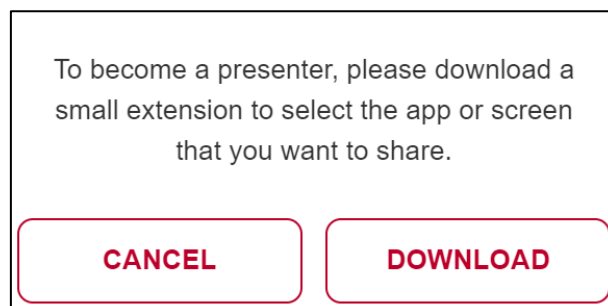 To become a presenter, please download a
small extension to select the app or screen
that you want to share.
CANCEL
DOWNLOAD